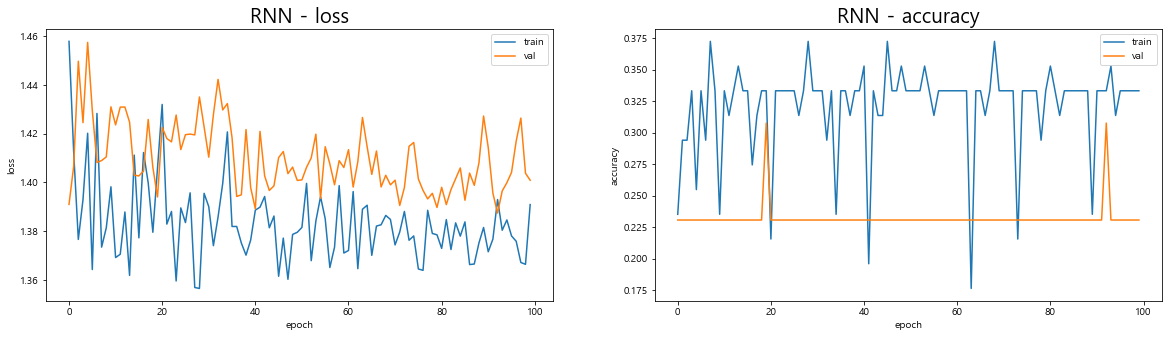 RNN - loss
train
val
1.46
1.44
1.42
1.40
1.38
1.36
loss
0
20
40
60
80
100
epoch
RNN - accuracy
train
val
0.375
0.350
0.325
0.300
0.275
0.250
0.225
0.200
0.175
accuracy
0
20
40
60
80
100
epoch